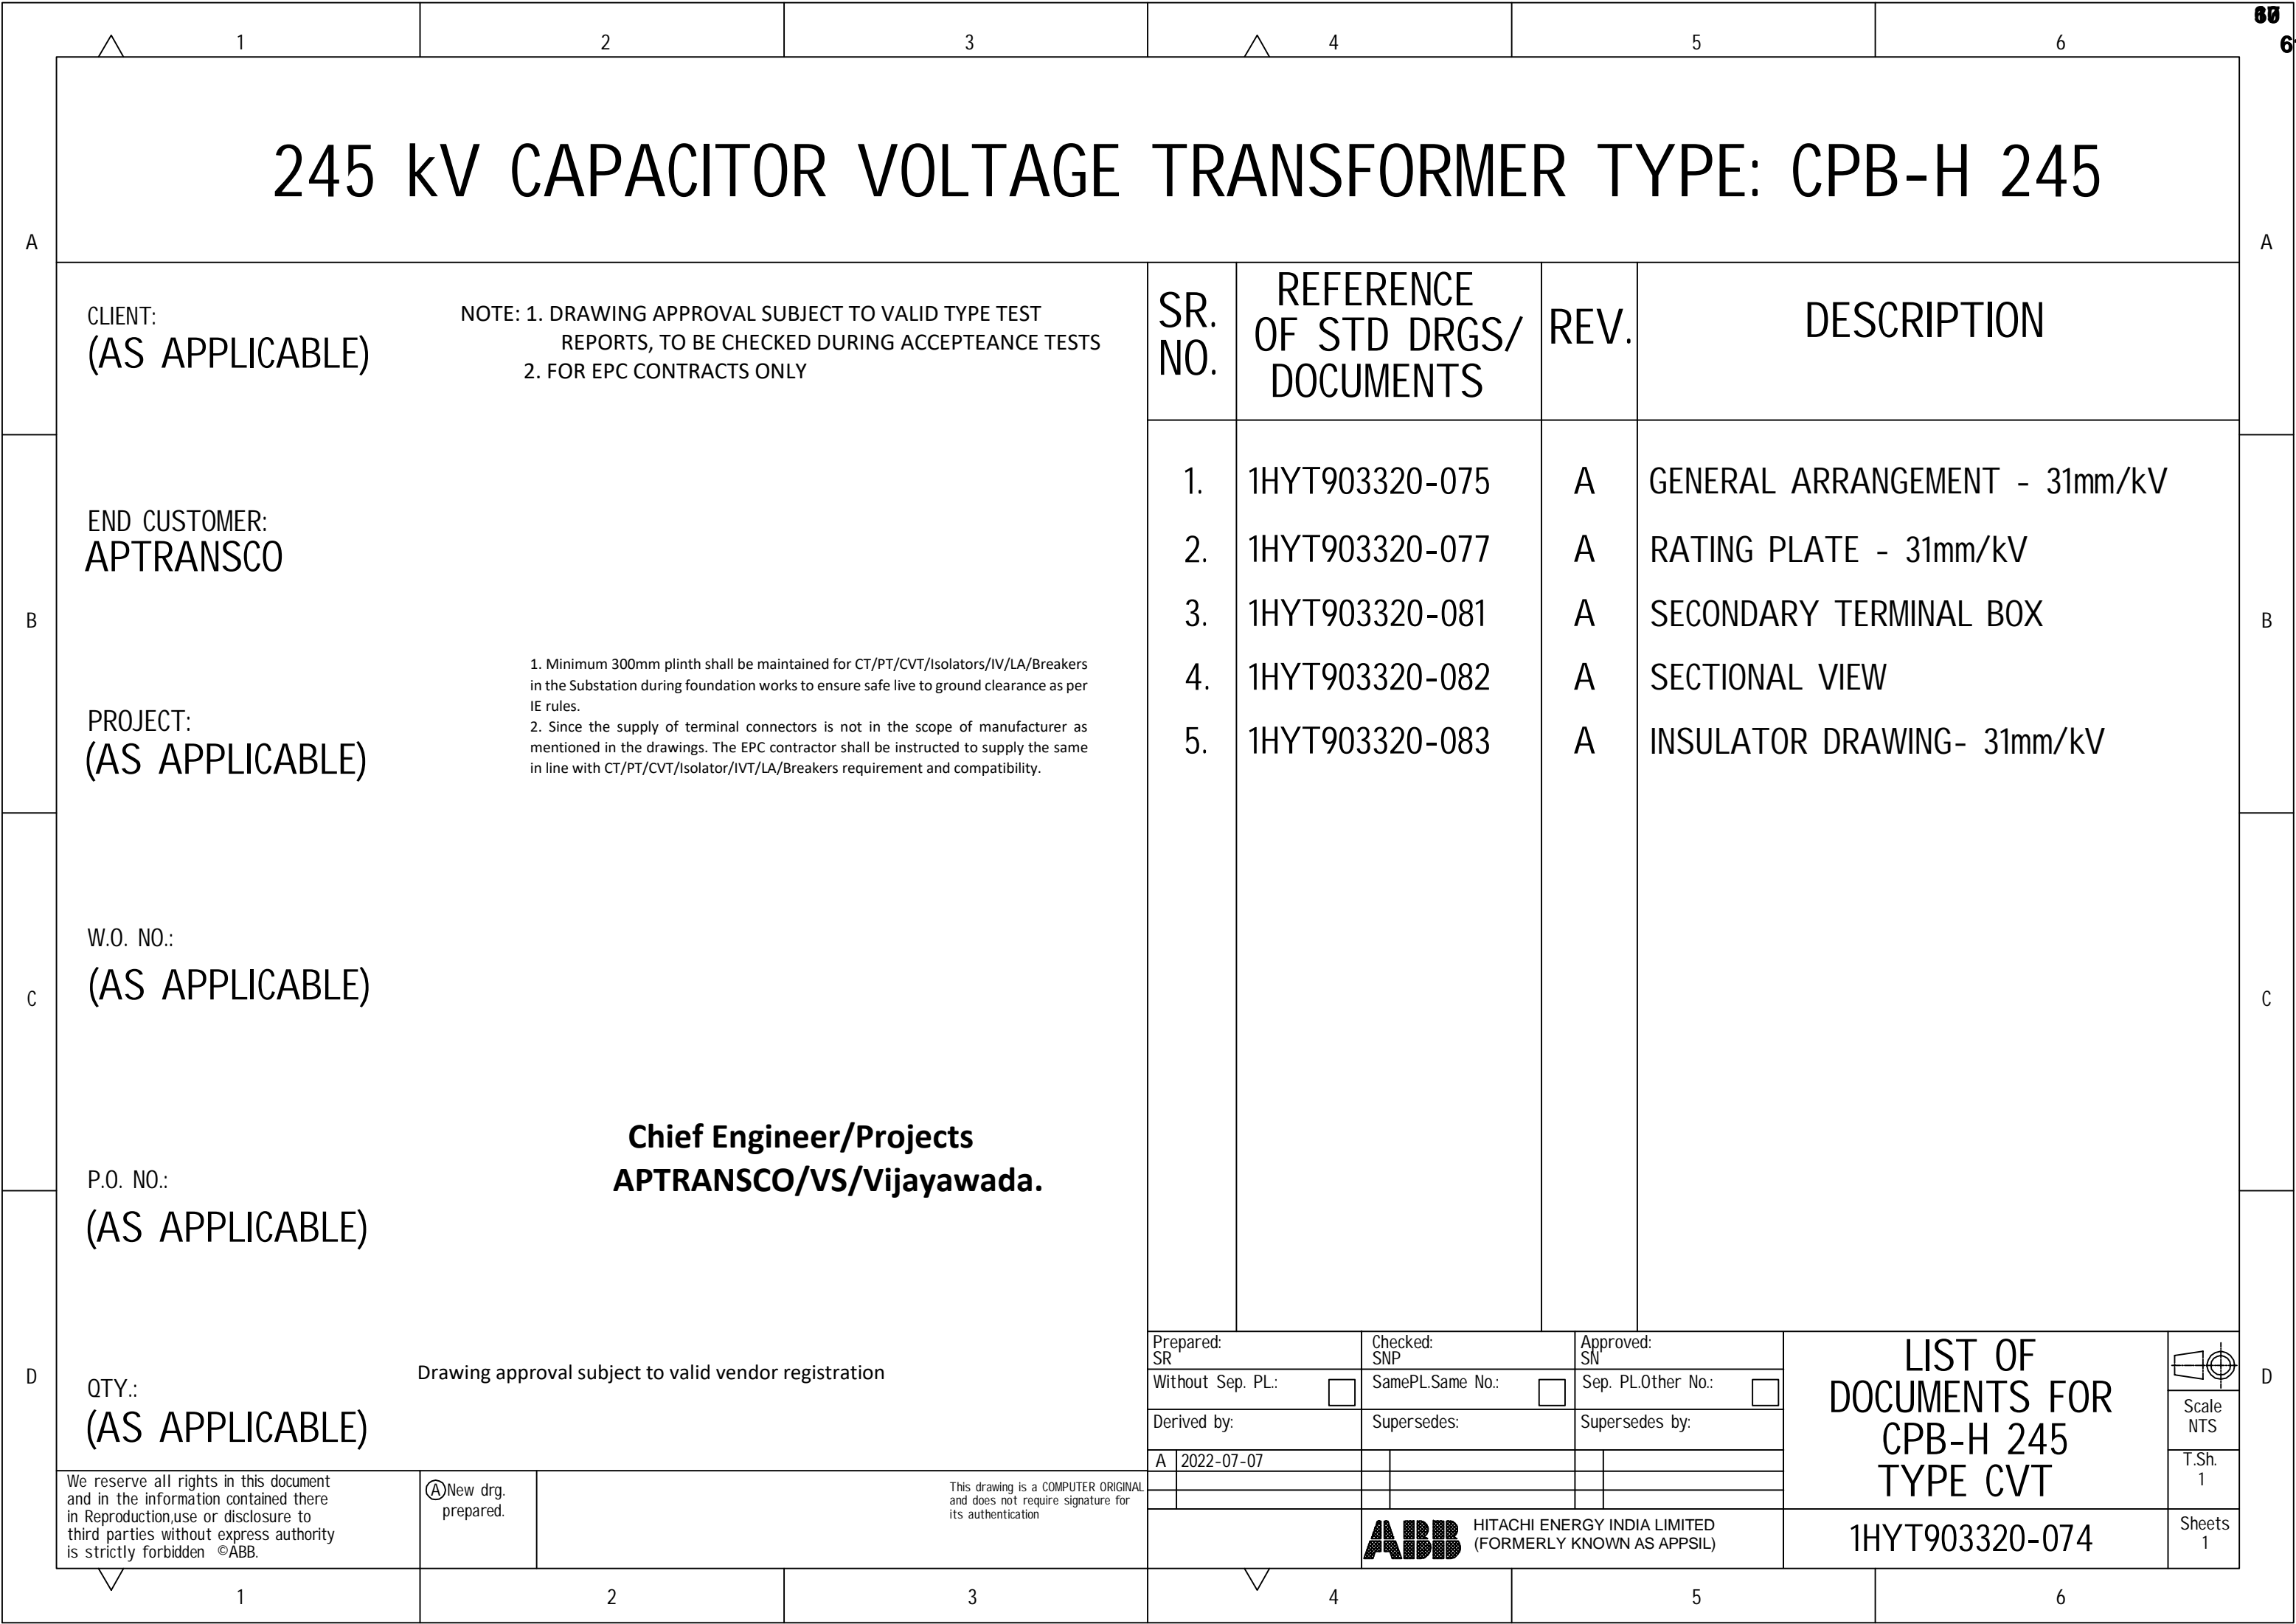 1 2 3 4 5 6
245 kV CAPACITOR VOLTAGE TRANSFORMER TYPE: CPB-H 245
A A
CLIENT:
(AS APPLICABLE)
NOTE: 1. DRAWING APPROVAL SUBJECT TO VALID TYPE TEST
REPORTS, TO BE CHECKED DURING ACCEPTEANCE TESTS
2. FOR EPC CONTRACTS ONLY
END CUSTOMER:
APTRANSCO
B B
1. Minimum 300mm plinth shall be maintained for CT/PT/CVT/Isolators/IV/LA/Breakers
in the Substation during foundation works to ensure safe live to ground clearance as per
IE rules.
2. Since the supply of terminal connectors is not in the scope of manufacturer as
mentioned in the drawings. The EPC contractor shall be instructed to supply the same
in line with CT/PT/CVT/Isolator/IVT/LA/Breakers requirement and compatibility.
PROJECT:
(AS APPLICABLE)
W.O. NO.:
(AS APPLICABLE)
C C
Chief Engineer/Projects
APTRANSCO/VS/Vijayawada.
P.O. NO.:
(AS APPLICABLE)
Drawing approval subject to valid vendor registration
D D
QTY.:
(AS APPLICABLE)
SR. NO. REFERENCE OF STD DRGS/ DOCUMENTS REV. DESCRIPTION
1. 1HYT903320-075 A GENERAL ARRANGEMENT - 31mm/kV
2. 1HYT903320-077 A RATING PLATE - 31mm/kV
3. 1HYT903320-081 A SECONDARY TERMINAL BOX
4. 1HYT903320-082 A SECTIONAL VIEW
5. 1HYT903320-083 A INSULATOR DRAWING- 31mm/kV
Prepared: Checked: Approved:
SR SNP SN
Without Sep. PL.: SamePL.Same No.: Sep. PL.Other No.:
Derived by: Supersedes: Supersedes by:
A 2022-07-07
LIST OF
DOCUMENTS FOR
CPB-H 245
TYPE CVT
Scale
NTS
T.Sh.
1
We reserve all rights in this document
and in the information contained there
in Reproduction,use or disclosure to
third parties without express authority
is strictly forbidden ©ABB.
A New drg.
prepared.
This drawing is a COMPUTER ORIGINAL
and does not require signature for
its authentication
ABB
HITACHI ENERGY INDIA LIMITED
(FORMERLY KNOWN AS APPSIL)
1HYT903320-074
Sheets
1
1 2 3 4 5 6